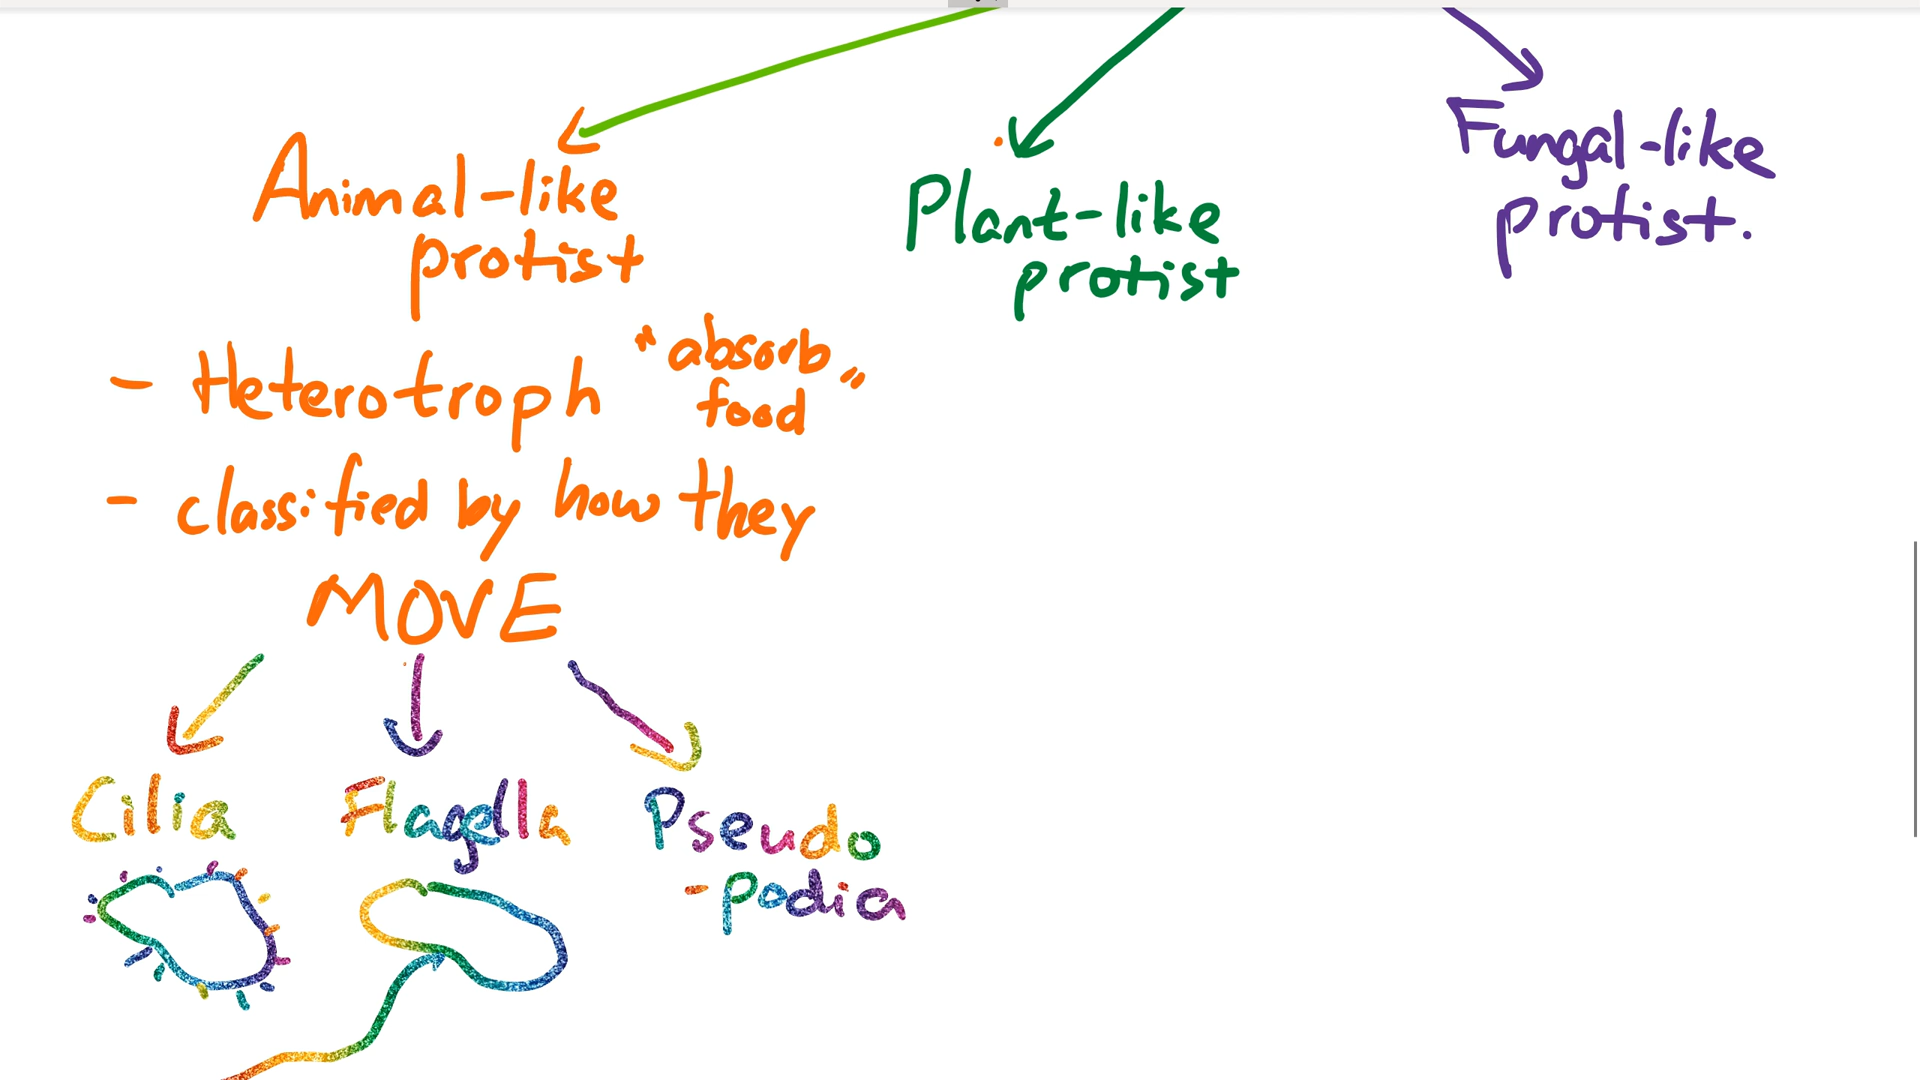 Animal-like
protist
Plant-like
protist
Fungal-like
protist.
- Heterotroph "absorb
food"
- classified by how they
MOVE
Cilia
Flagella
Pseudo
-podia